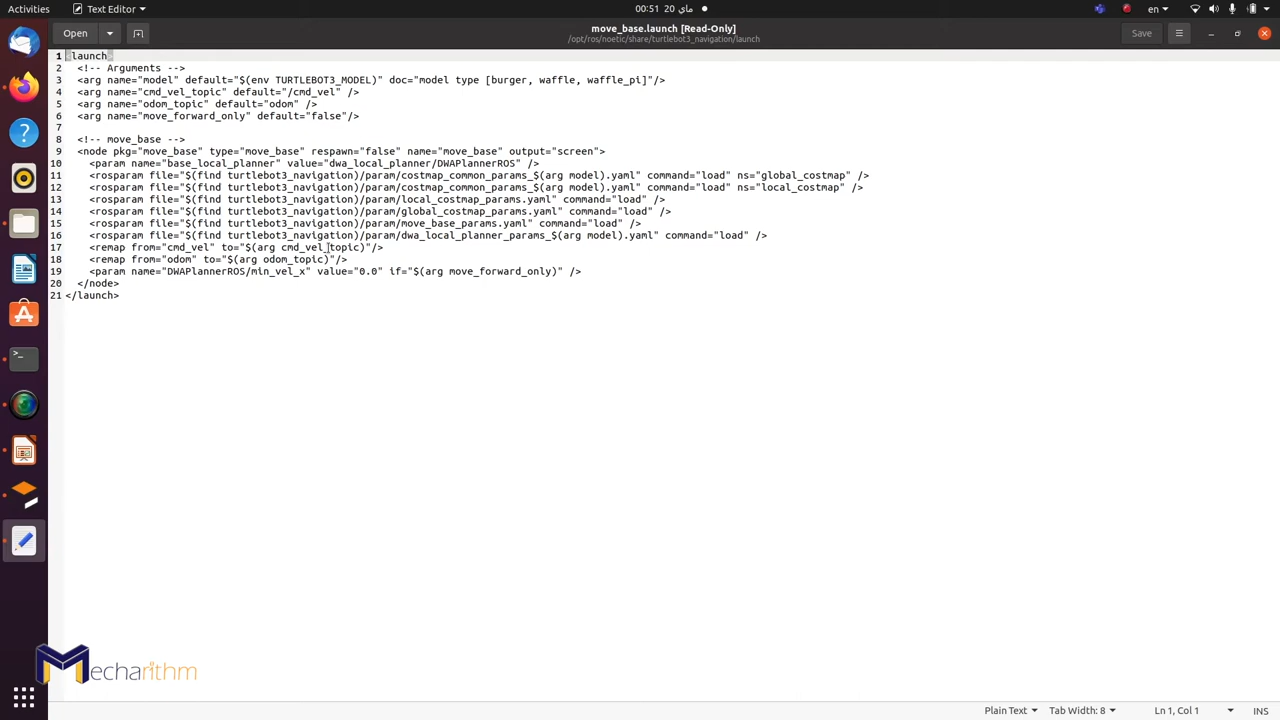 Activities
Text Editor
00:51 20 ماي
en
Open
move_base.launch [Read-Only]
/opt/ros/noetic/share/turtlebot3_navigation/launch
Save
1 <launch>
2 <!-- Arguments -->
3 <arg name="model" default="$(env TURTLEBOT3_MODEL)" doc="model type [burger, waffle, waffle_pi]"/>
4 <arg name="cmd_vel_topic" default="/cmd_vel" />
5 <arg name="odom_topic" default="odom" />
6 <arg name="move_forward_only" default="false"/>
7
8 <!-- move_base -->
9 <node pkg="move_base" type="move_base" respawn="false" name="move_base" output="screen">
10 <param name="base_local_planner" value="dwa_local_planner/DWAPlannerROS" />
11 <rosparam file="$(find turtlebot3_navigation)/param/costmap_common_params_$(arg model).yaml" command="load" ns="global_costmap" />
12 <rosparam file="$(find turtlebot3_navigation)/param/costmap_common_params_$(arg model).yaml" command="load" ns="local_costmap" />
13 <rosparam file="$(find turtlebot3_navigation)/param/local_costmap_params.yaml" command="load" />
14 <rosparam file="$(find turtlebot3_navigation)/param/global_costmap_params.yaml" command="load" />
15 <rosparam file="$(find turtlebot3_navigation)/param/move_base_params.yaml" command="load" />
16 <rosparam file="$(find turtlebot3_navigation)/param/dwa_local_planner_params_$(arg model).yaml" command="load" />
17 <remap from="cmd_vel" to="$(arg cmd_vel_topic)"/>
18 <remap from="odom" to="$(arg odom_topic)"/>
19 <param name="DWAPlannerROS/min_vel_x" value="0.0" if="$(arg move_forward_only)" />
20 </node>
21 </launch>
Mecharithm
Plain Text
Tab Width: 8
Ln 1, Col 1
INS